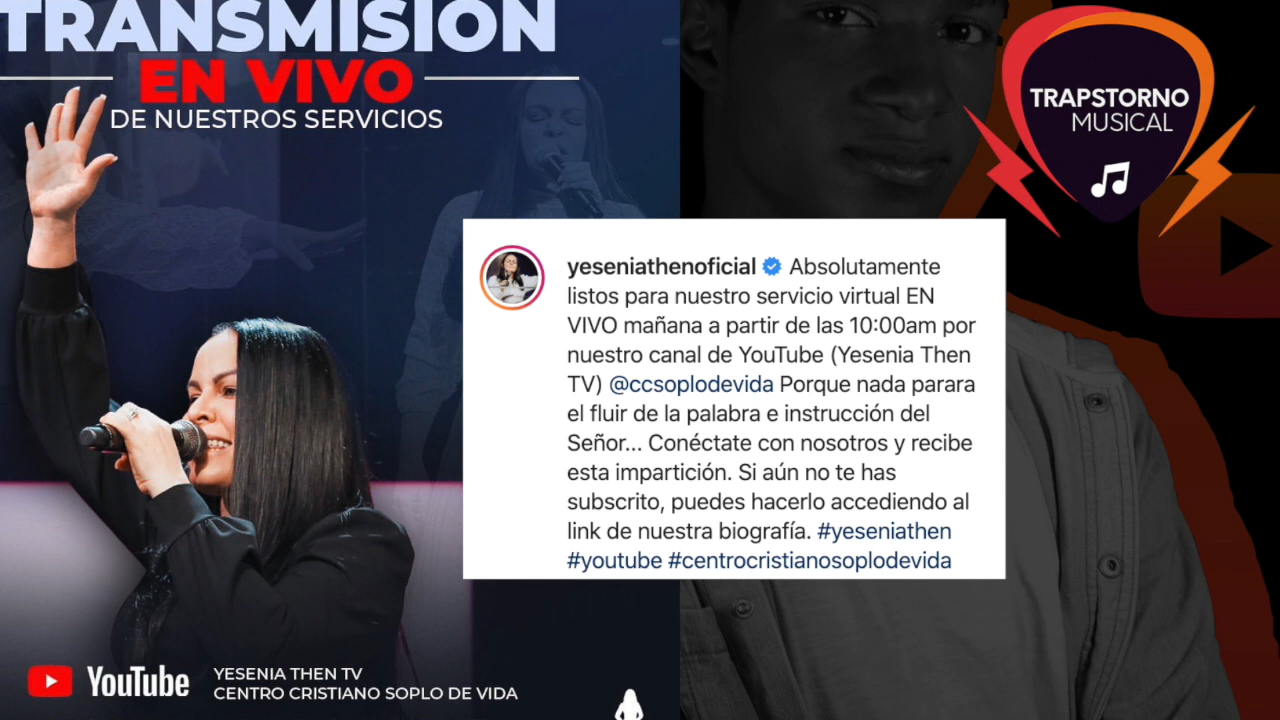 TRANSMISIÓN
EN VIVO
DE NUESTROS SERVICIOS
TRAPSTORNO
MUSICAL
yeseniathenoficial Absolutamente
listos para nuestro servicio virtual EN
VIVO mañana a partir de las 10:00am por
nuestro canal de YouTube (Yesenia Then
TV) @ccsoplodevida Porque nada parara
el fluir de la palabra e instrucción del
Señor... Conéctate con nosotros y recibe
esta impartición. Si aún no te has
subscrito, puedes hacerlo accediendo al
link de nuestra biografía. #yeseniathen
#youtube #centrocristianosoplodevida
YouTube
YESENIA THEN TV
CENTRO CRISTIANO SOPLO DE VIDA